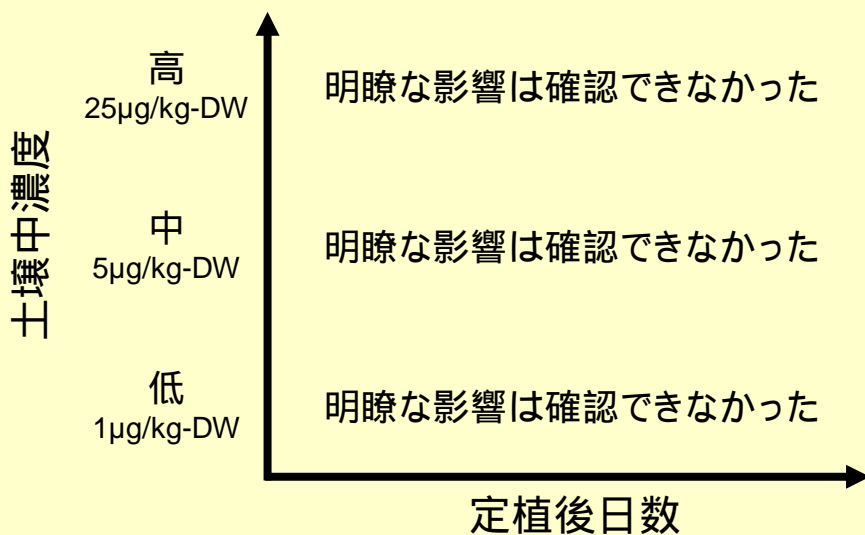 土壌中濃度
高
25μg/kg-DW
明瞭な影響は確認できなかった
中
5μg/kg-DW
明瞭な影響は確認できなかった
低
1μg/kg-DW
明瞭な影響は確認できなかった
定植後日数